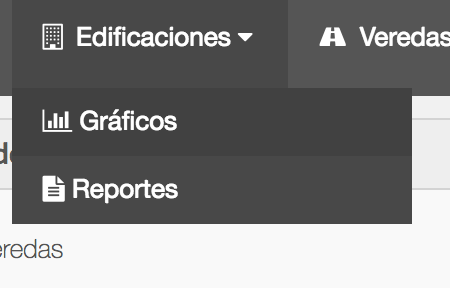 Edificaciones
Veredas
Gráficos
Reportes
eredas